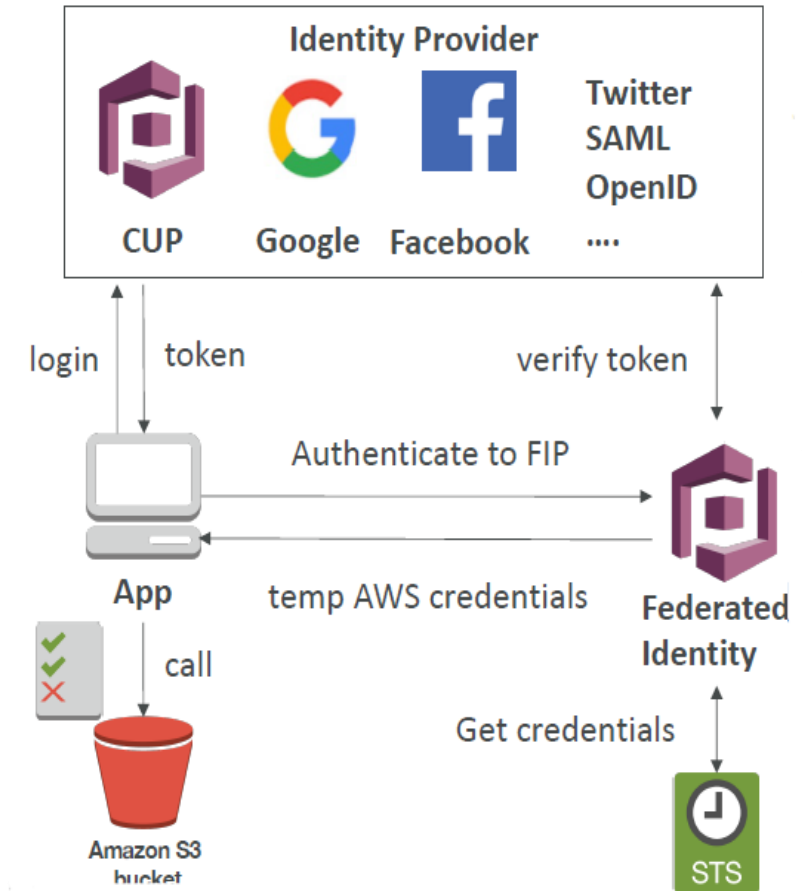 Identity Provider
Twitter
SAML
OpenID
CUP
Google
Facebook
....
login
token
verify token
Authenticate to FIP
App
temp AWS credentials
Federated
Identity
call
Get credentials
Amazon S3
bucket
STS